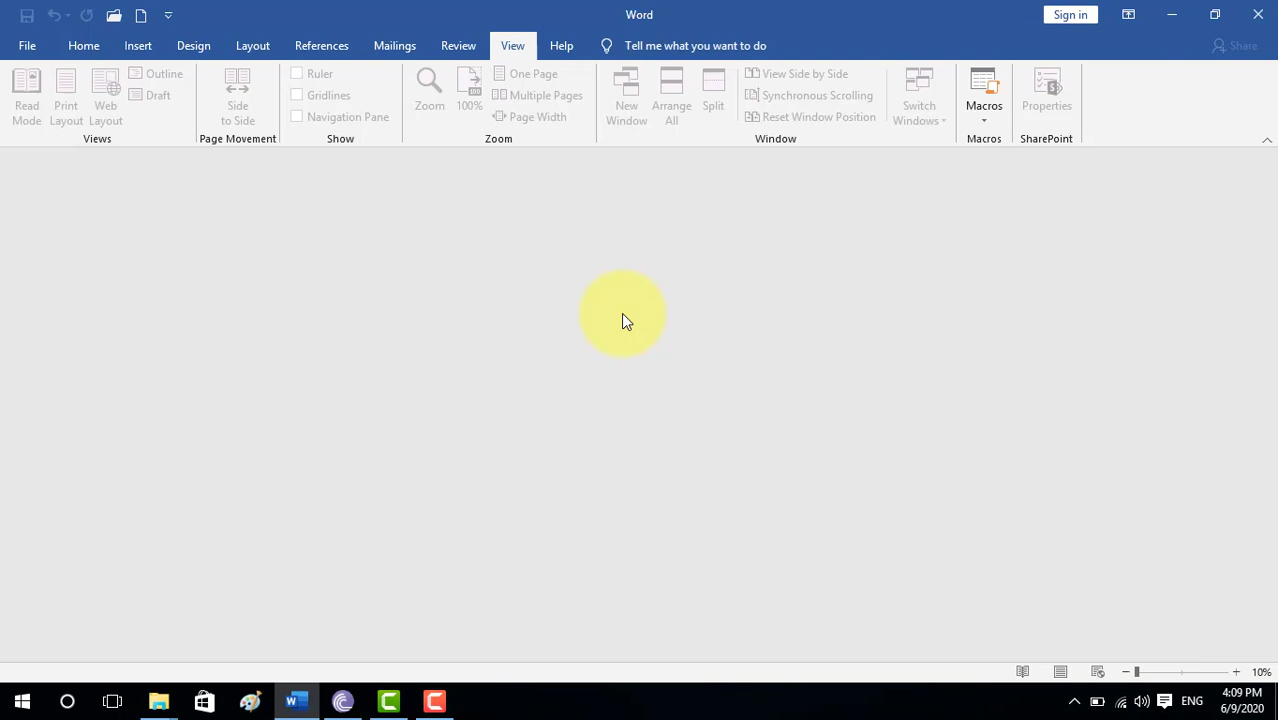 Word
Sign in
File Home Insert Design Layout References Mailings Review View Help Tell me what you want to do Share
Read Mode
Print Layout
Web Layout
Outline
Draft
Views
Side to Side
Page Movement
Ruler
Gridlines
Navigation Pane
Show
Zoom
100%
One Page
Multiple Pages
Page Width
Zoom
New Window
Arrange All
Split
View Side by Side
Synchronous Scrolling
Reset Window Position
Switch Windows
Window
Macros
Macros
Properties
SharePoint
10%
ENG
4:09 PM
6/9/2020